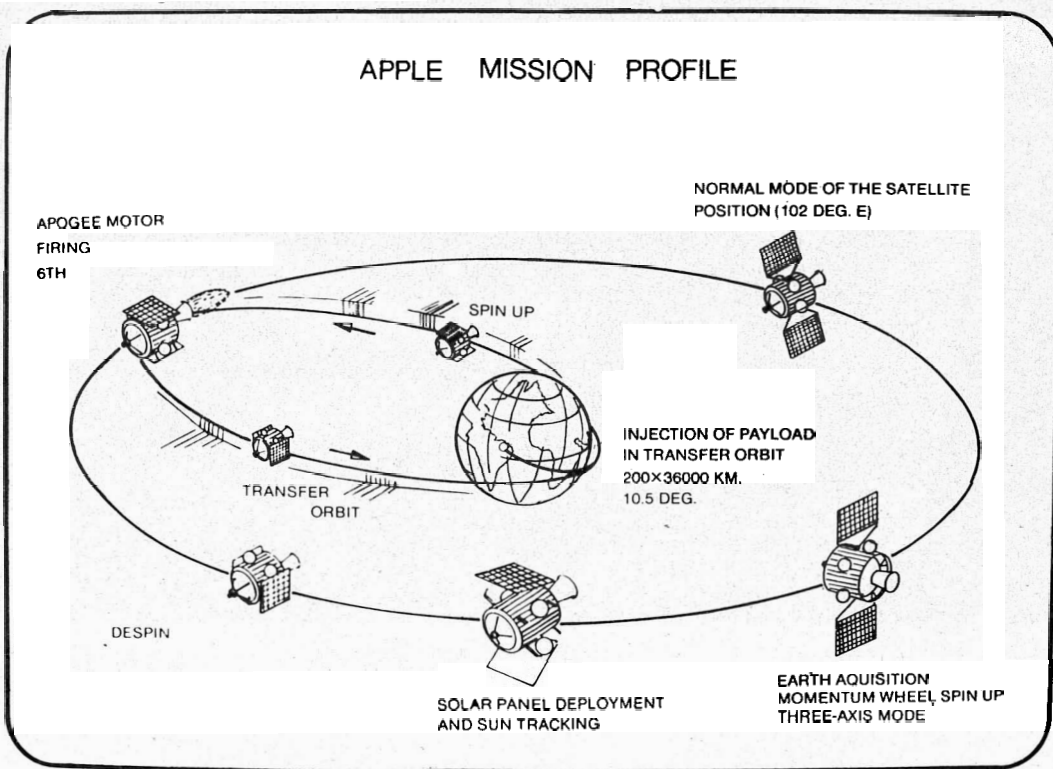 APPLE MISSION PROFILE
NORMAL MODE OF THE SATELLITE
POSITION (102 DEG. E)
APOGEE MOTOR
FIRING
6TH
SPIN UP
INJECTION OF PAYLOAD
IN TRANSFER ORBIT
200×36000 KM.
10.5 DEG.
TRANSFER
ORBIT
DESPIN
SOLAR PANEL DEPLOYMENT
AND SUN TRACKING
EARTH AQUISITION
MOMENTUM WHEEL SPIN UP
THREE-AXIS MODE